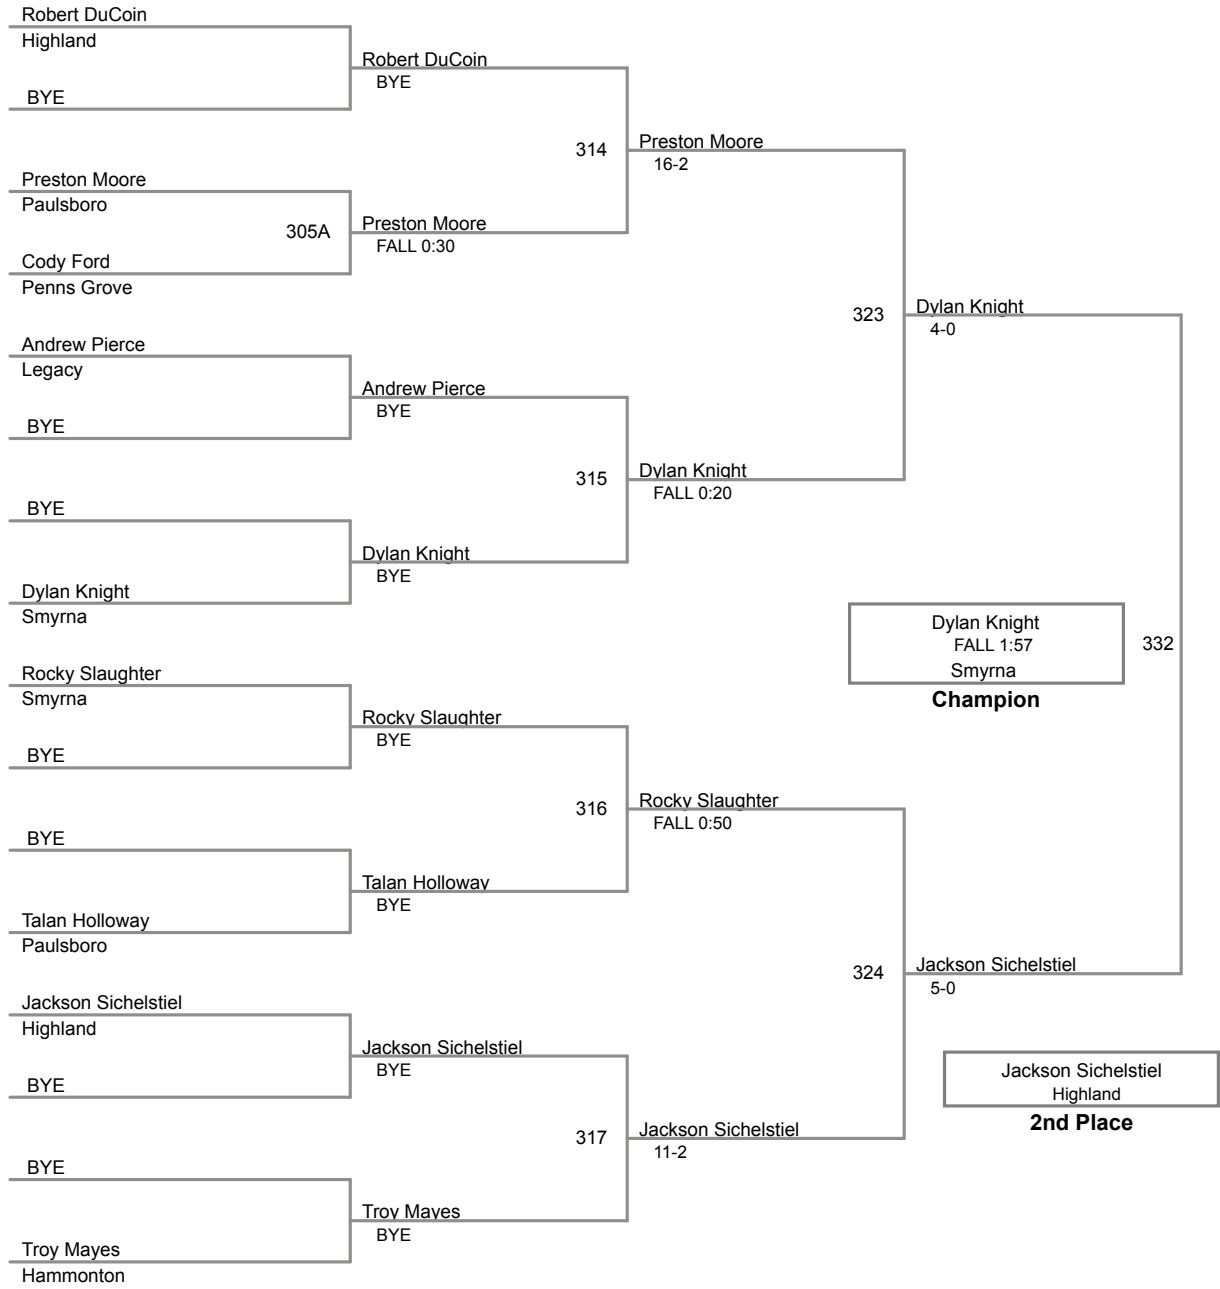 Robert DuCoin
Highland
BYE
Preston Moore
Paulsboro
305A
Cody Ford
Penns Grove
Andrew Pierce
Legacy
BYE
BYE
Dylan Knight
Smyrna
Rocky Slaughter
Smyrna
BYE
BYE
Talan Holloway
Paulsboro
Jackson Sichelstiel
Highland
BYE
BYE
Troy Mayes
Hammonton
Robert DuCoin
BYE
314
Preston Moore
FALL 0:30
Andrew Pierce
BYE
315
Dylan Knight
BYE
Rocky Slaughter
BYE
316
Talan Holloway
BYE
Jackson Sichelstiel
BYE
317
Troy Mayes
BYE
Preston Moore
16-2
323
Dylan Knight
FALL 0:20
Rocky Slaughter
FALL 0:50
324
Jackson Sichelstiel
11-2
Dylan Knight
4-0
332
Jackson Sichelstiel
5-0
Dylan Knight
FALL 1:57
Smyrna
Champion
Jackson Sichelstiel
Highland
2nd Place